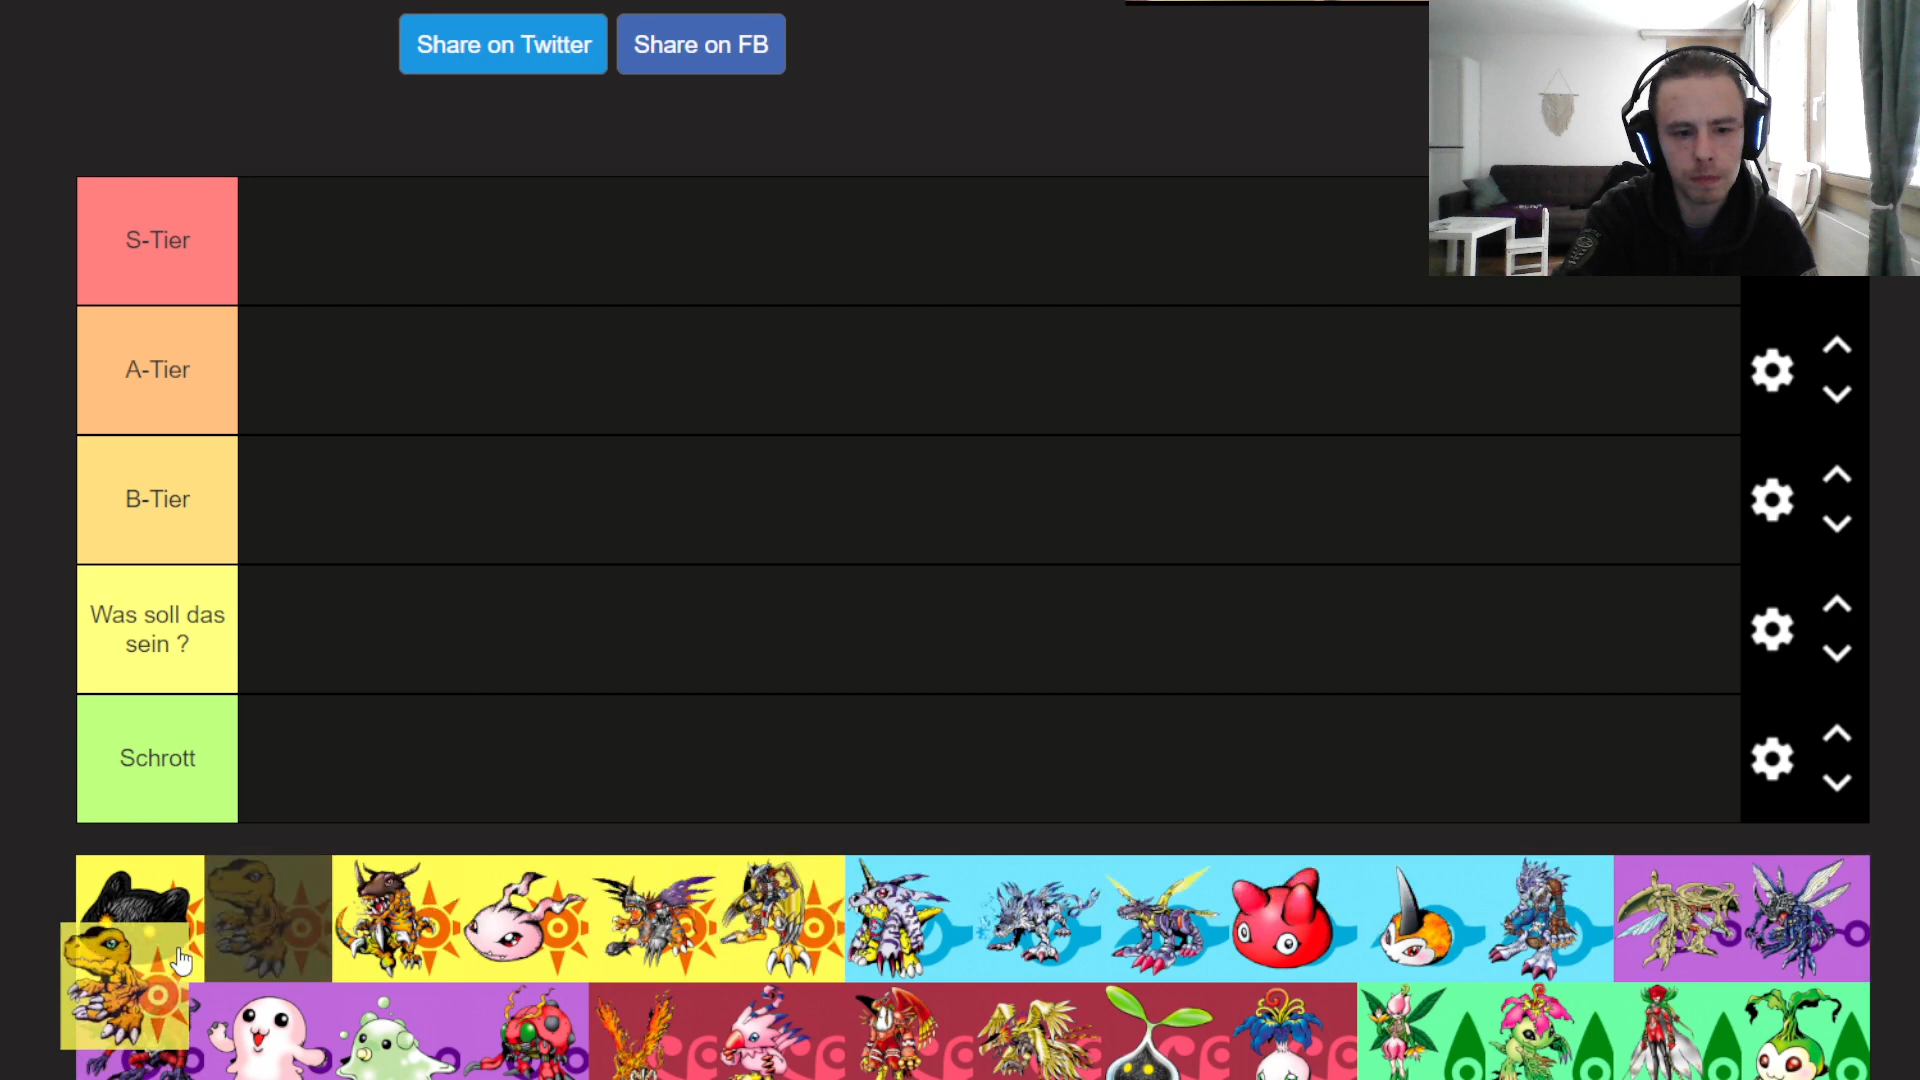 Share on Twitter
Share on FB
S-Tier
A-Tier
B-Tier
Was soll das
sein ?
Schrott